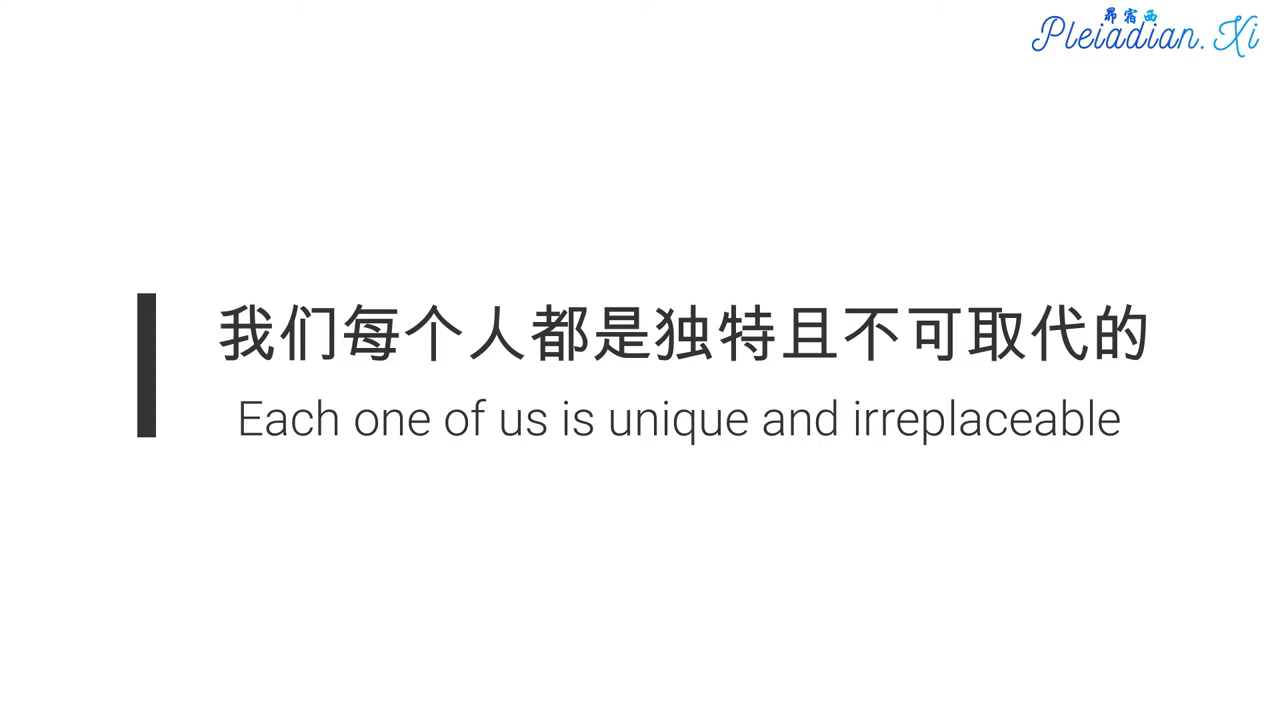 昴宿西
Pleiadian. Xi
我们每个人都是独特且不可取代的
Each one of us is unique and irreplaceable